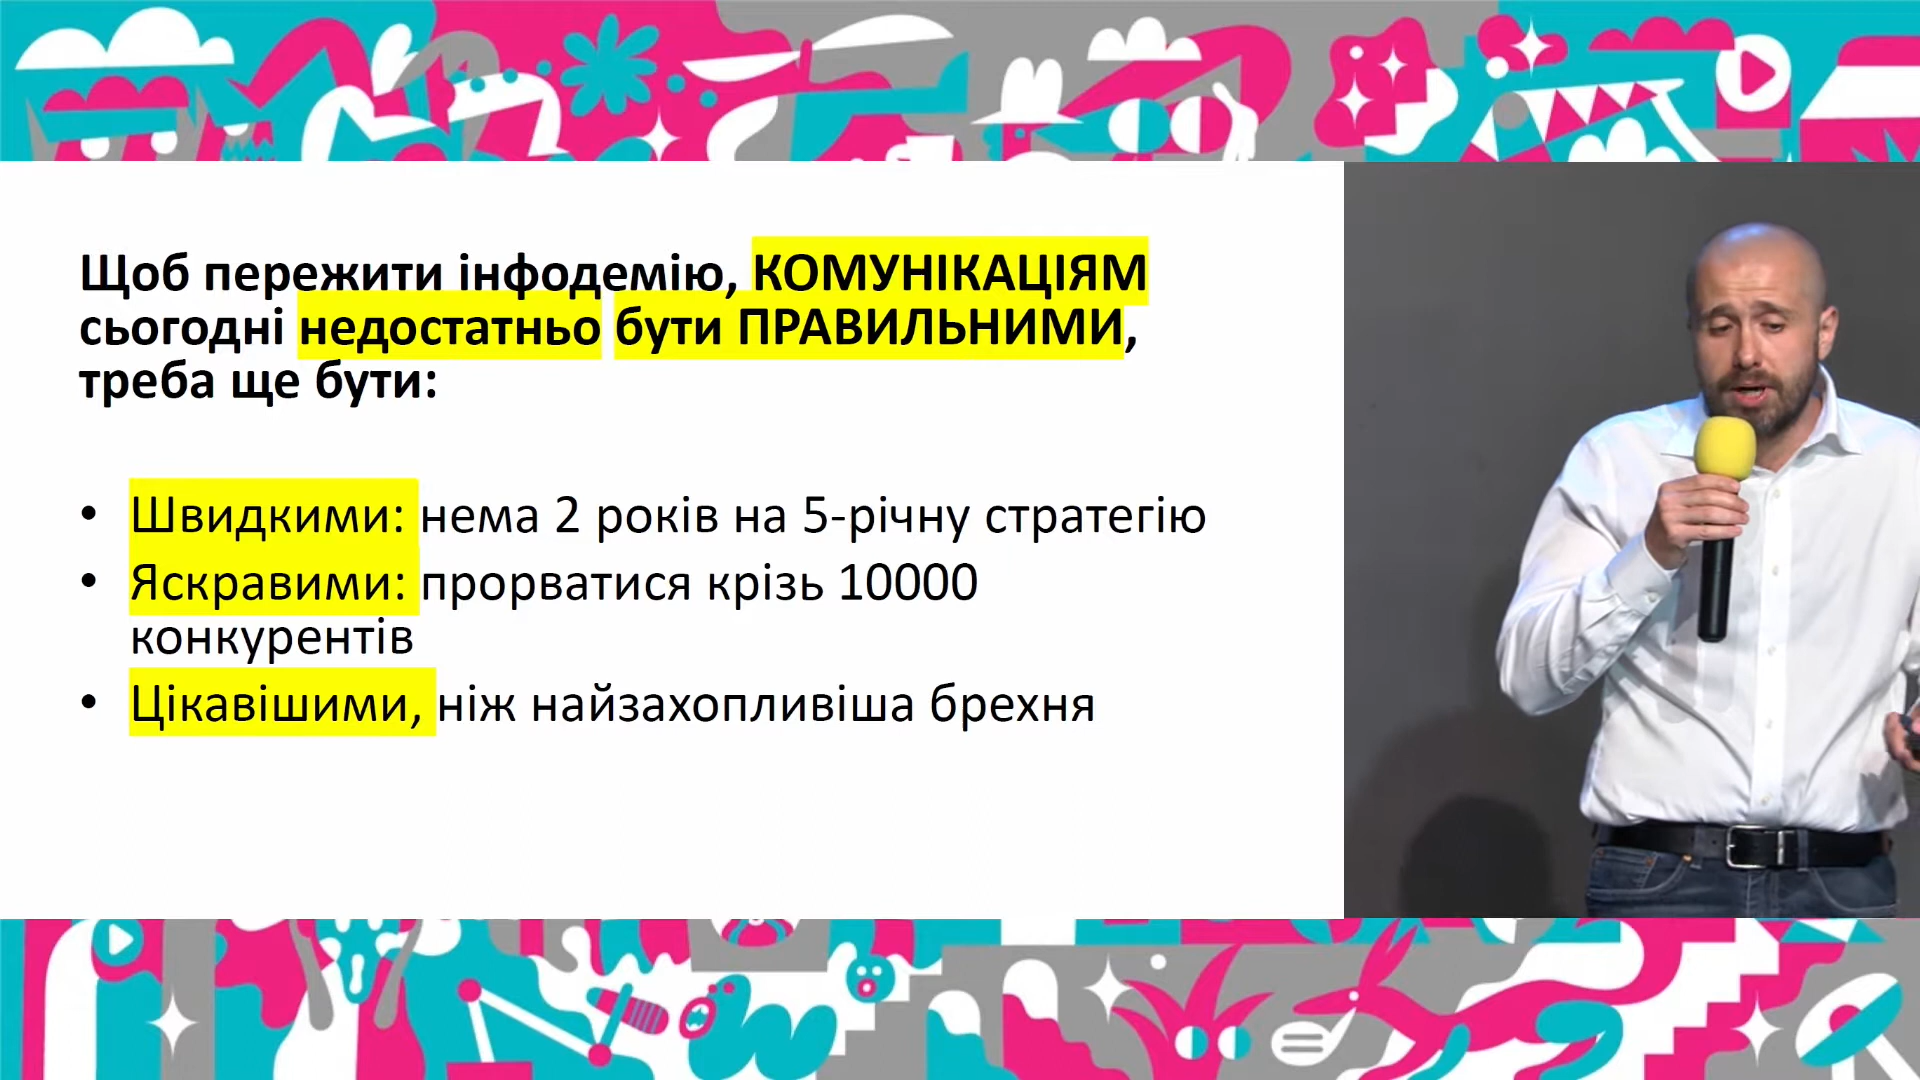 Щоб пережити інфодемію, КОМУНІКАЦІЯМ
сьогодні недостатньо бути ПРАВИЛЬНИМИ,
треба ще бути:
• Швидкими: нема 2 років на 5-річну стратегію
• Яскравими: прорватися крізь 10000
конкурентів
• Цікавішими, ніж найзахопливіша брехня